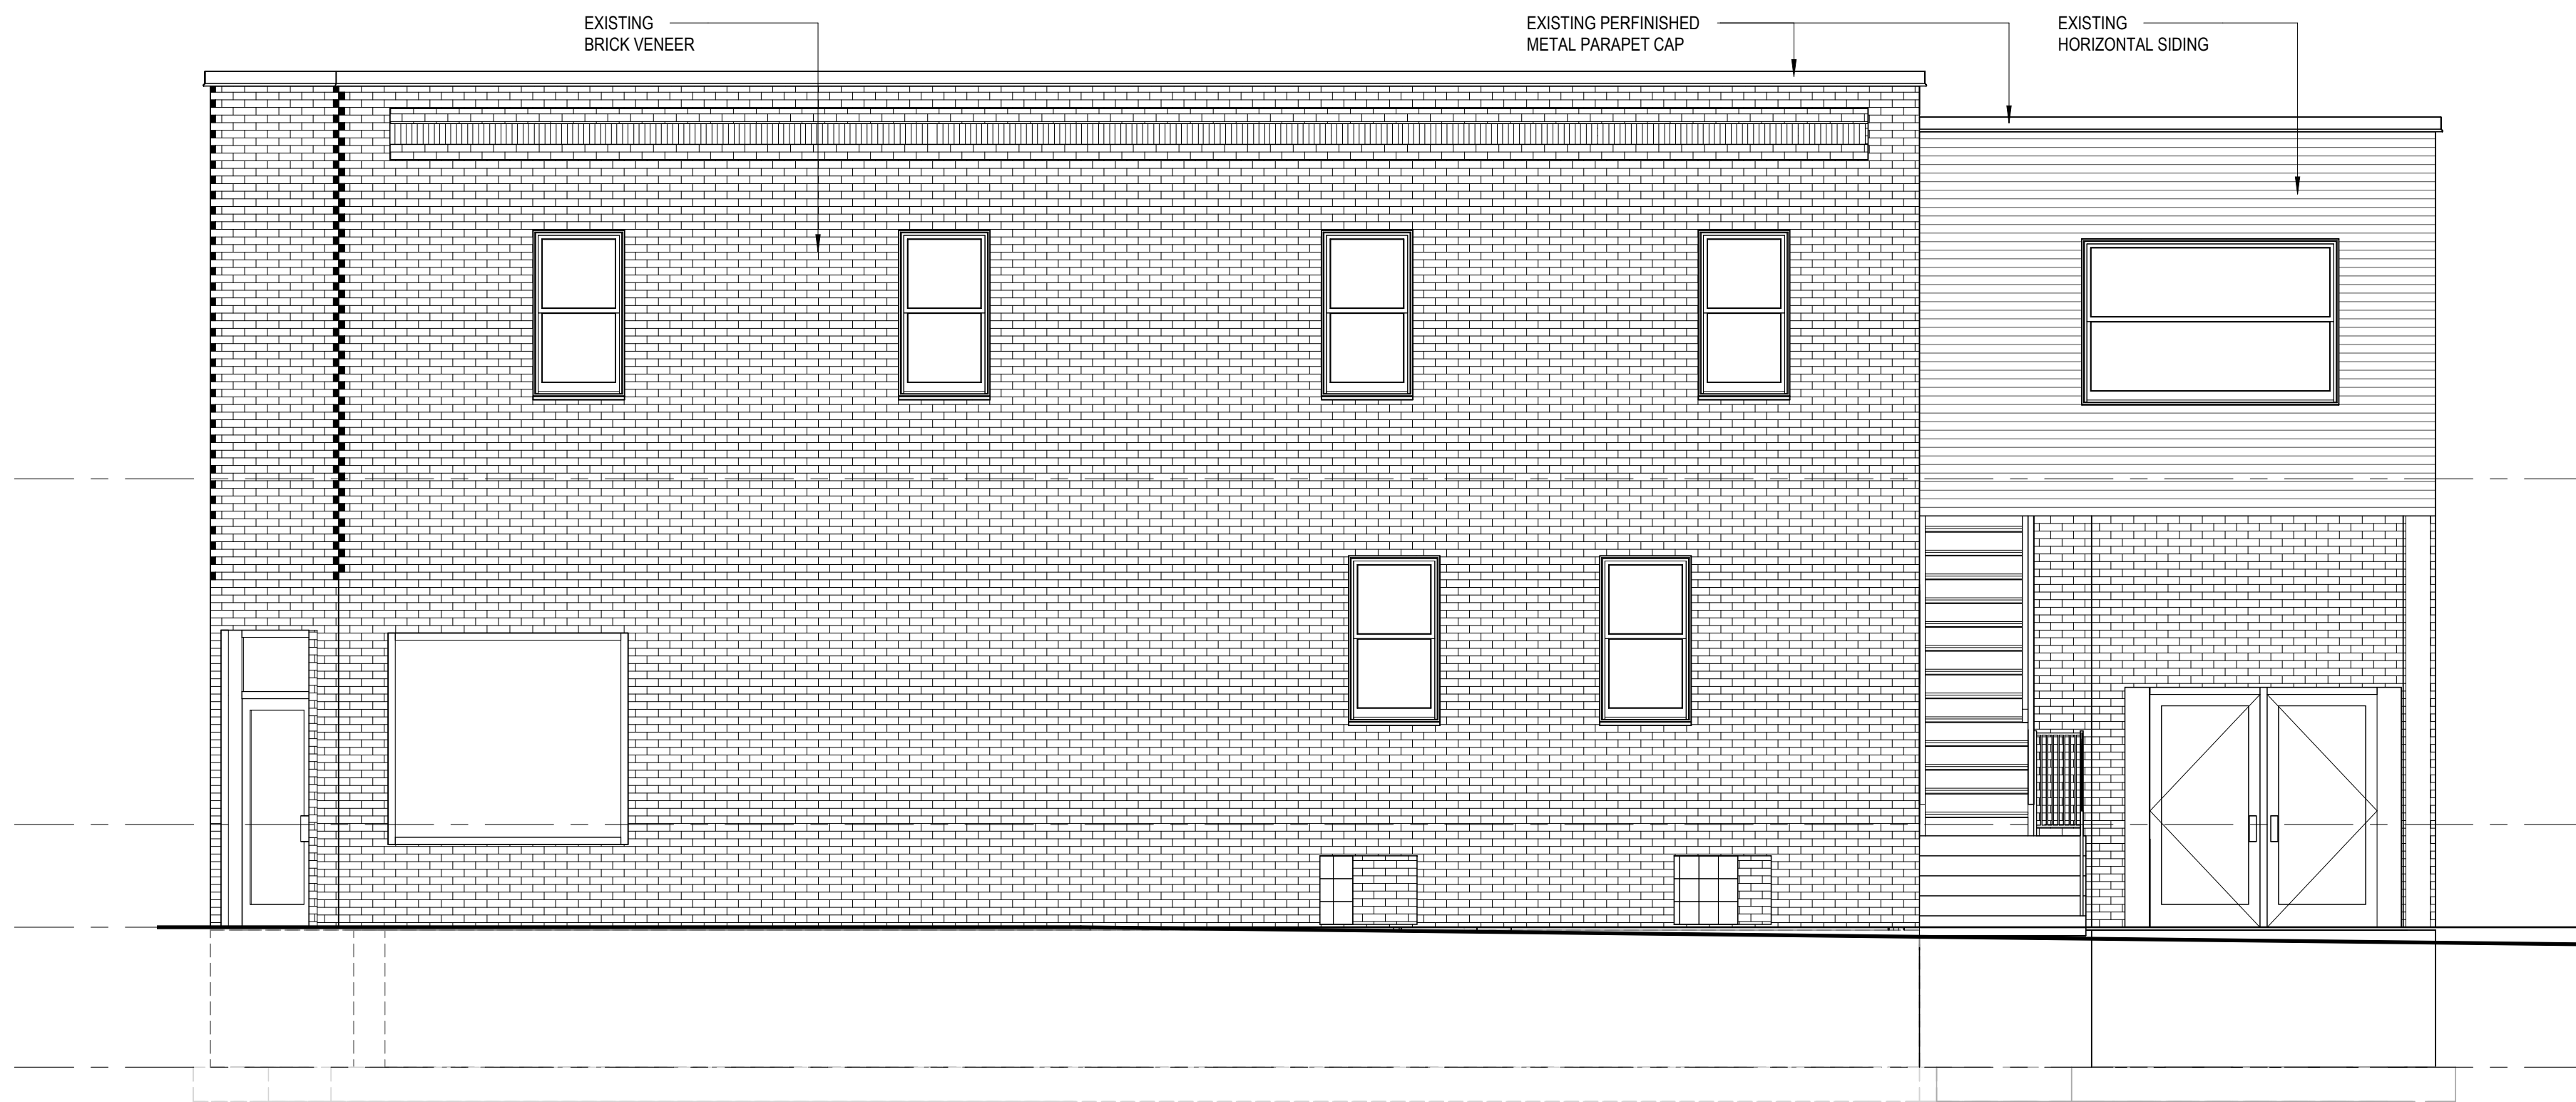 EXISTING
BRICK VENEER
EXISTING PERFINISHED
METAL PARAPET CAP
EXISTING
HORIZONTAL SIDING